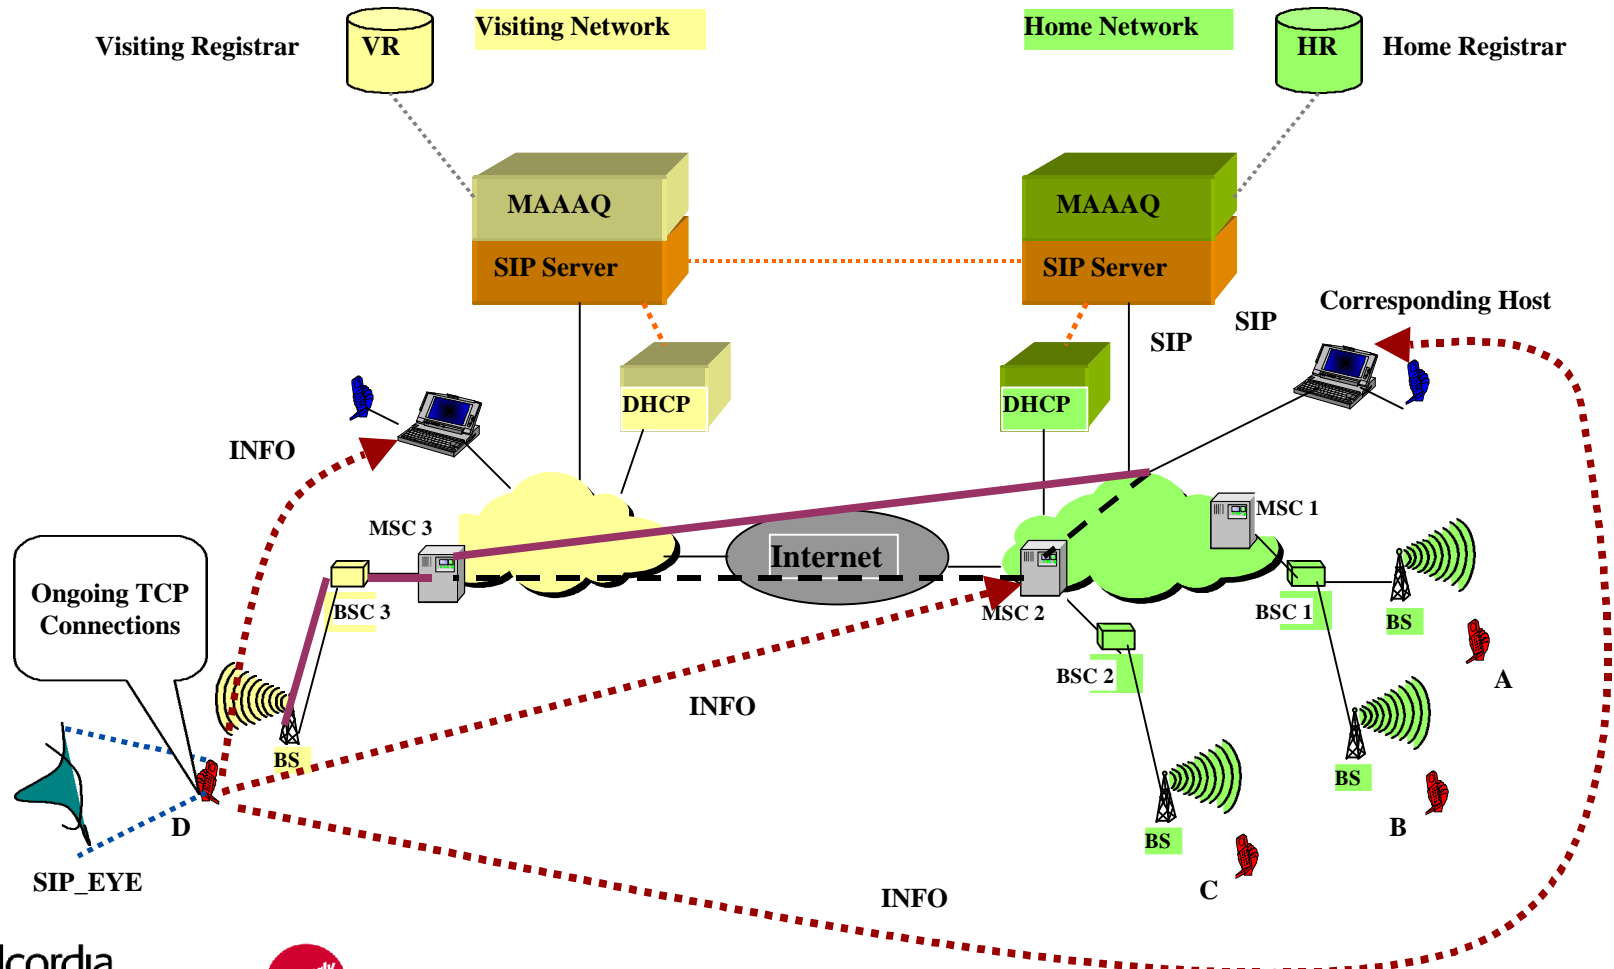 Visiting Network
Home Network
Visiting Registrar
VR
HR
Home Registrar
MAAAQ
MAAAQ
SIP Server
SIP Server
Corresponding Host
SIP
SIP
DHCP
DHCP
INFO
MSC 3
MSC 1
Internet
Ongoing TCP
Connections
BSC 3
MSC 2
BSC 1
BS
BSC 2
A
INFO
BS
BS
D
B
BS
SIP_EYE
C
INFO
lcordia